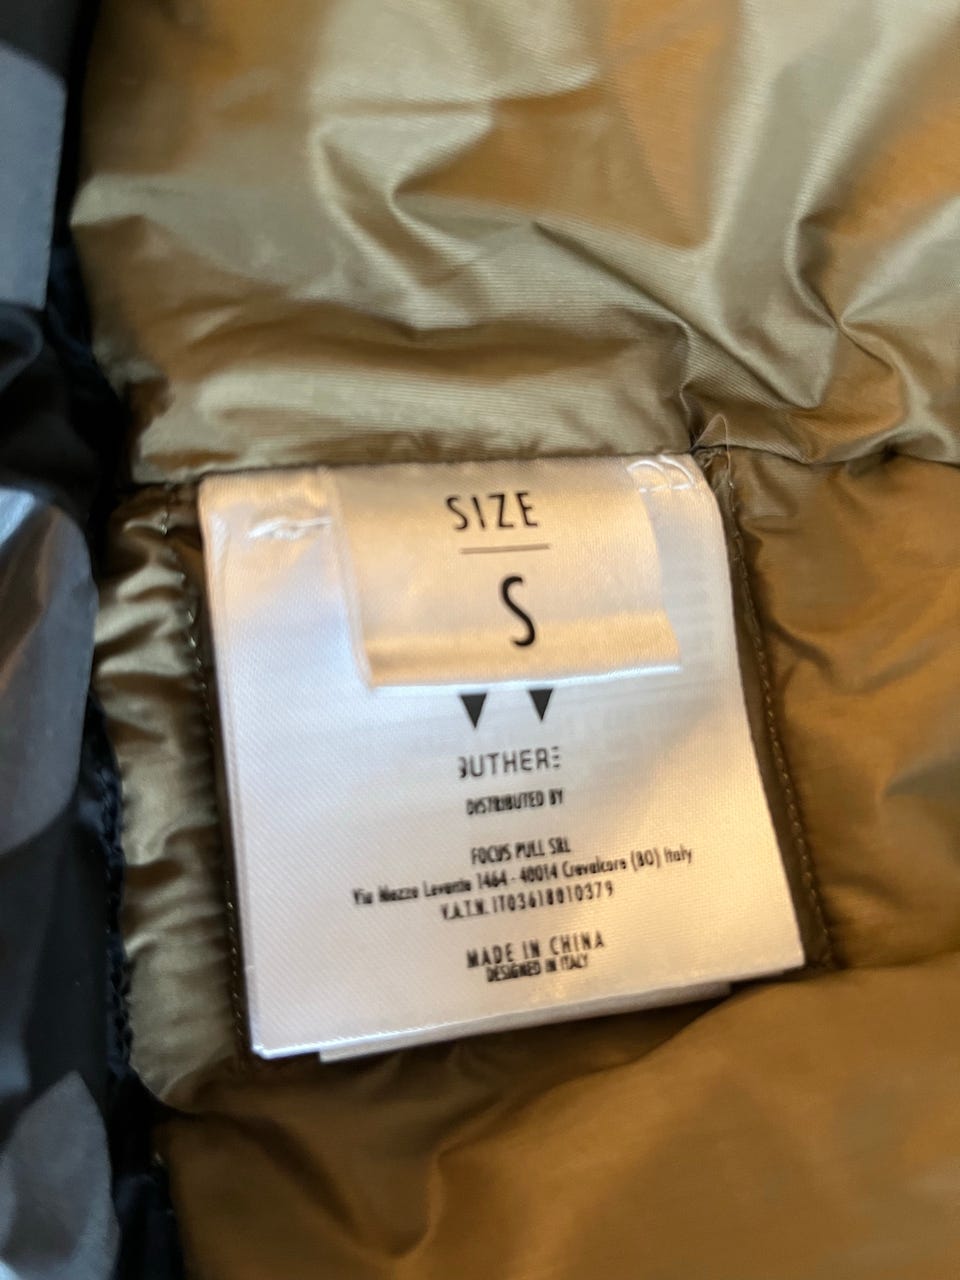 SIZE
S
BUTHERE
DISTRIBUTED BY
FOCUS PULL SRL
Via Mezzo Levante 1464 - 40014 Crevalcore (BO) Italy
V.A.T.N. IT03618010379
MADE IN CHINA
DESIGNED IN ITALY